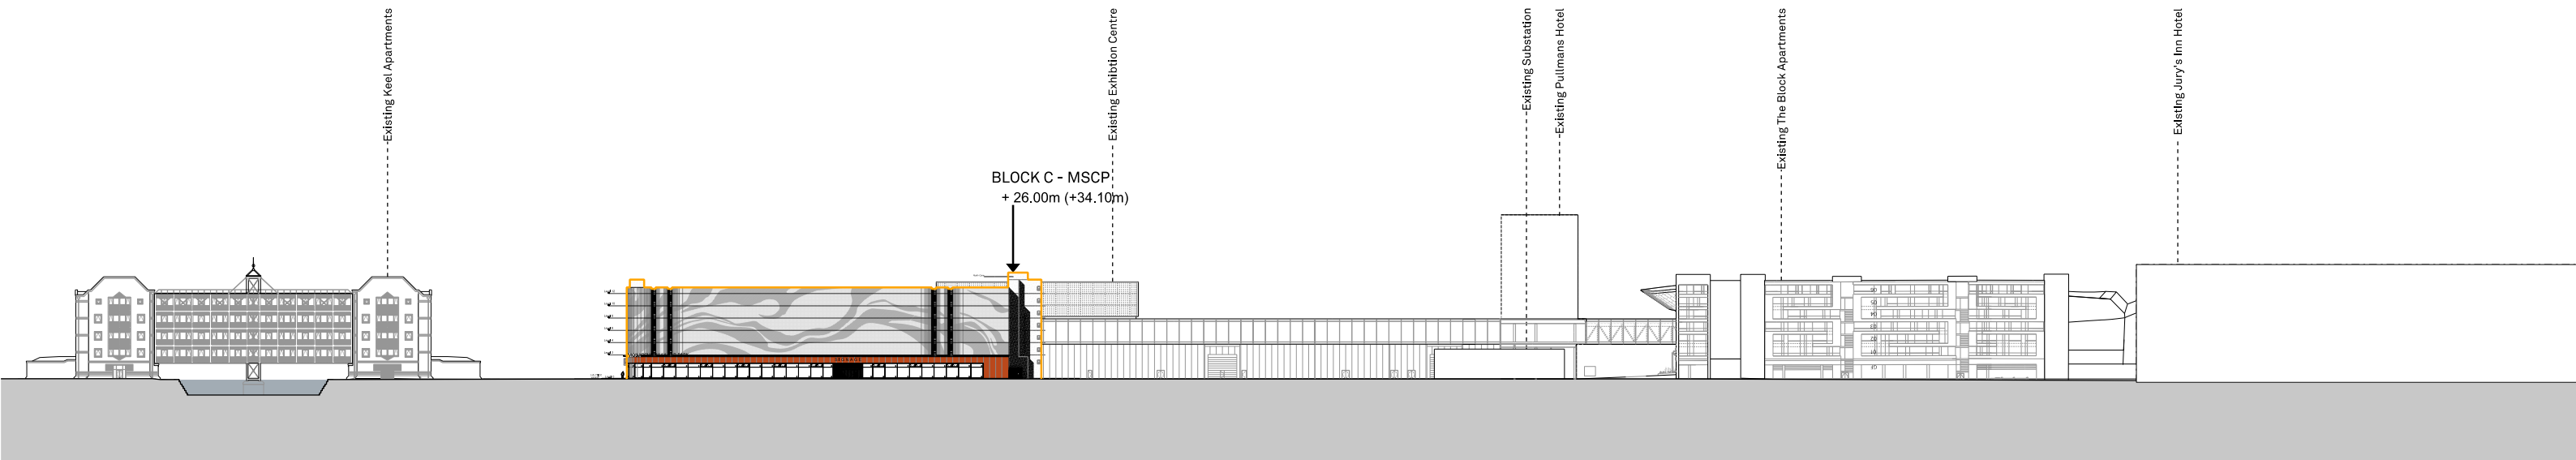 Existing Keel Apartments
Existing Exhibtion Centre
Existing Substation
Existing Pullmans Hotel
Existing The Block Apartments
Existing Jury's Inn Hotel
BLOCK C - MSCP
+ 26.00m (+34.10m)